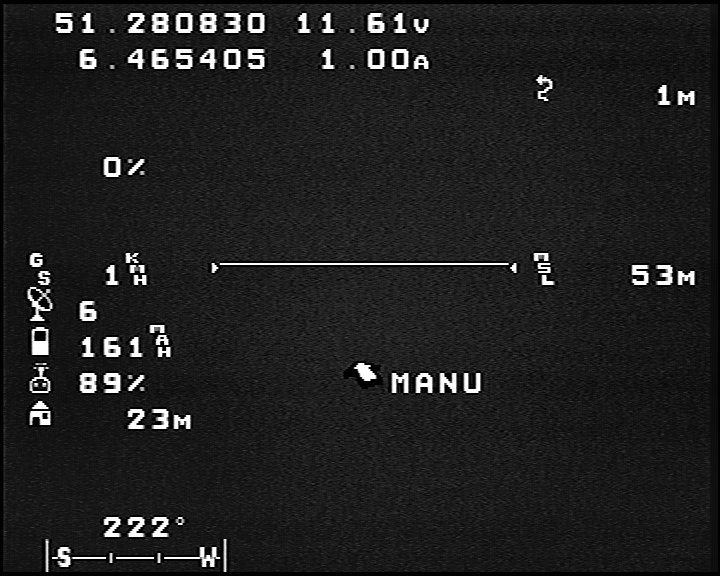 51.280830 11.61V
6.465405 1.00A
1M
0%
GS 1 KMH MSL 53M
6
161 MAH
89% MANU
23M
222°
S W